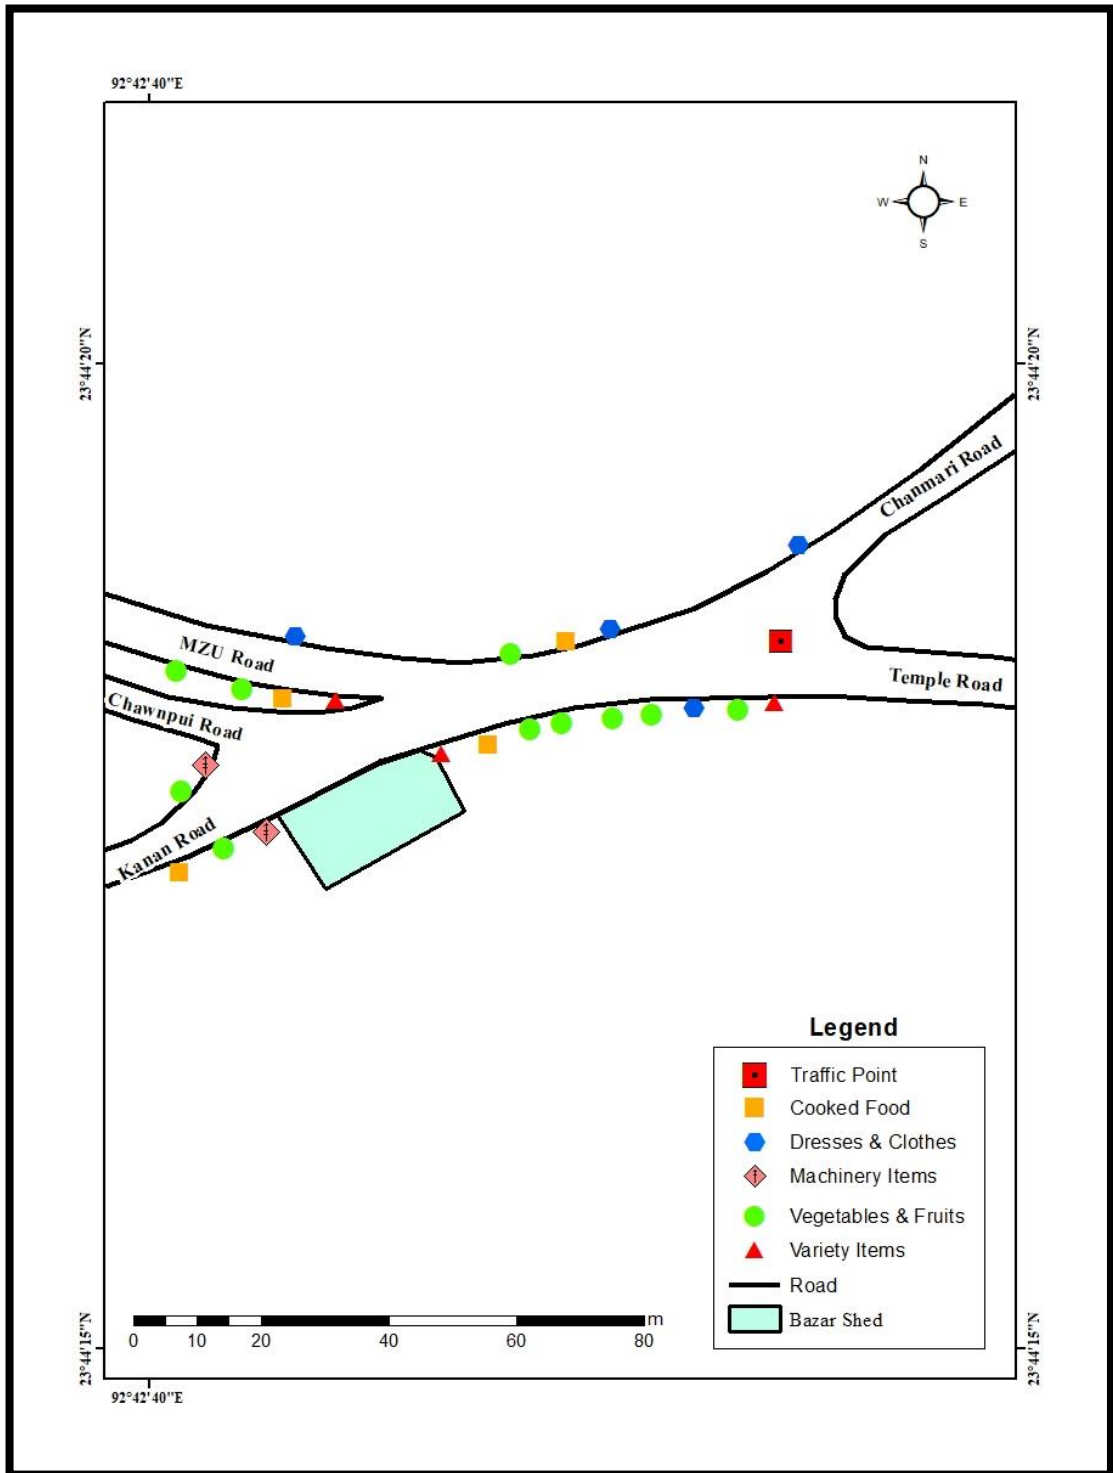 92°42'40"E
N
W E
S
23°44'20"N
23°44'20"N
Chanmari Road
MZU Road
Temple Road
Chawnpui Road
Kanan Road
Legend
Traffic Point
Cooked Food
Dresses & Clothes
Machinery Items
Vegetables & Fruits
Variety Items
Road
Bazar Shed
m
0 10 20 40 60 80
23°44'15"N
23°44'15"N
92°42'40"E